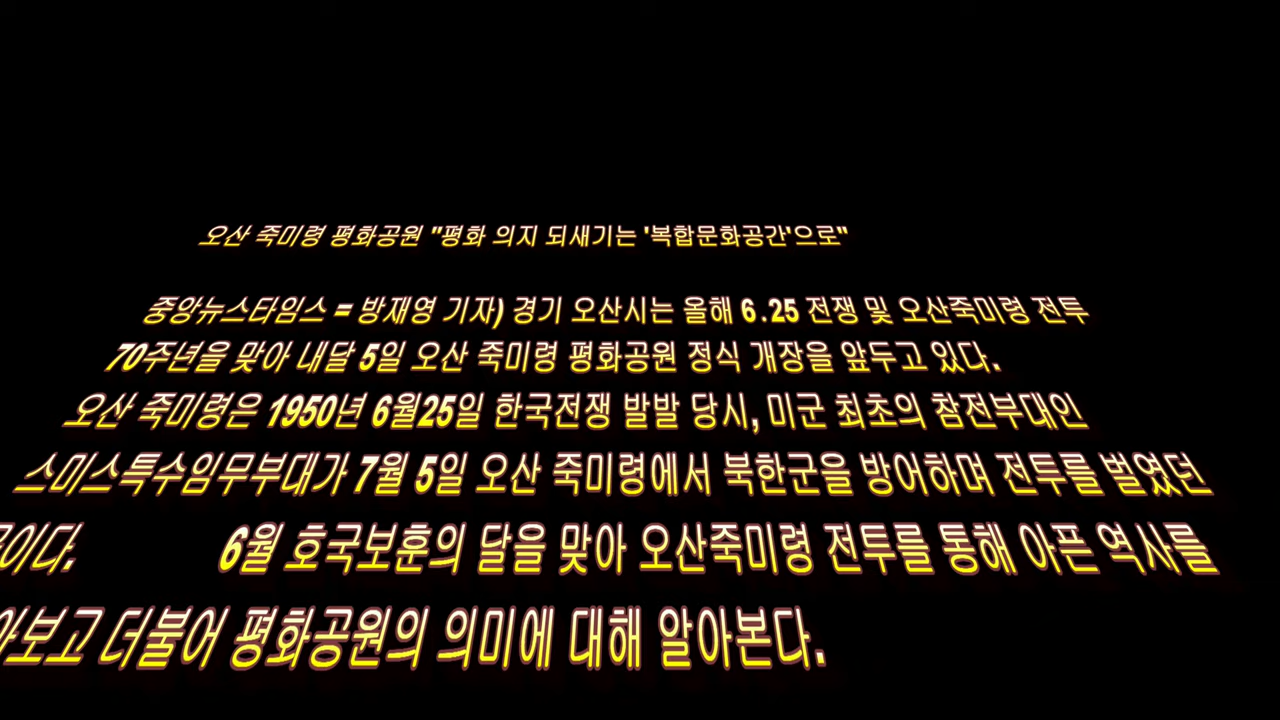 오산 죽미령 평화공원 "평화 의지 되새기는 '복합문화공간'으로"
중앙뉴스타임스 = 방재영 기자) 경기 오산시는 올해 6.25 전쟁 및 오산죽미령 전투
70주년을 맞아 내달 5일 오산 죽미령 평화공원 정식 개장을 앞두고 있다.
오산 죽미령은 1950년 6월25일 한국전쟁 발발 당시, 미군 최초의 참전부대인
스미스특수임무부대가 7월 5일 오산 죽미령에서 북한군을 방어하며 전투를 벌였던
6월 호국보훈의 달을 맞아 오산죽미령 전투를 통해 아픈 역사를
더불어 평화공원의 의미에 대해 알아본다.